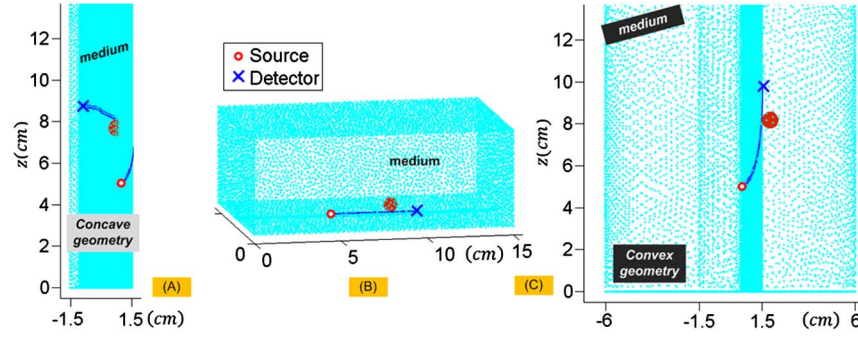 12
10
8
6
4
2
0
z(cm)
medium
Concave
geometry
-1.5
1.5
(cm)
(A)
Source
Detector
medium
0
0
5
10
15
(cm)
(B)
(C)
12
10
8
6
4
2
0
z(cm)
medium
Convex
geometry
-6
-1.5
1.5
6
(cm)